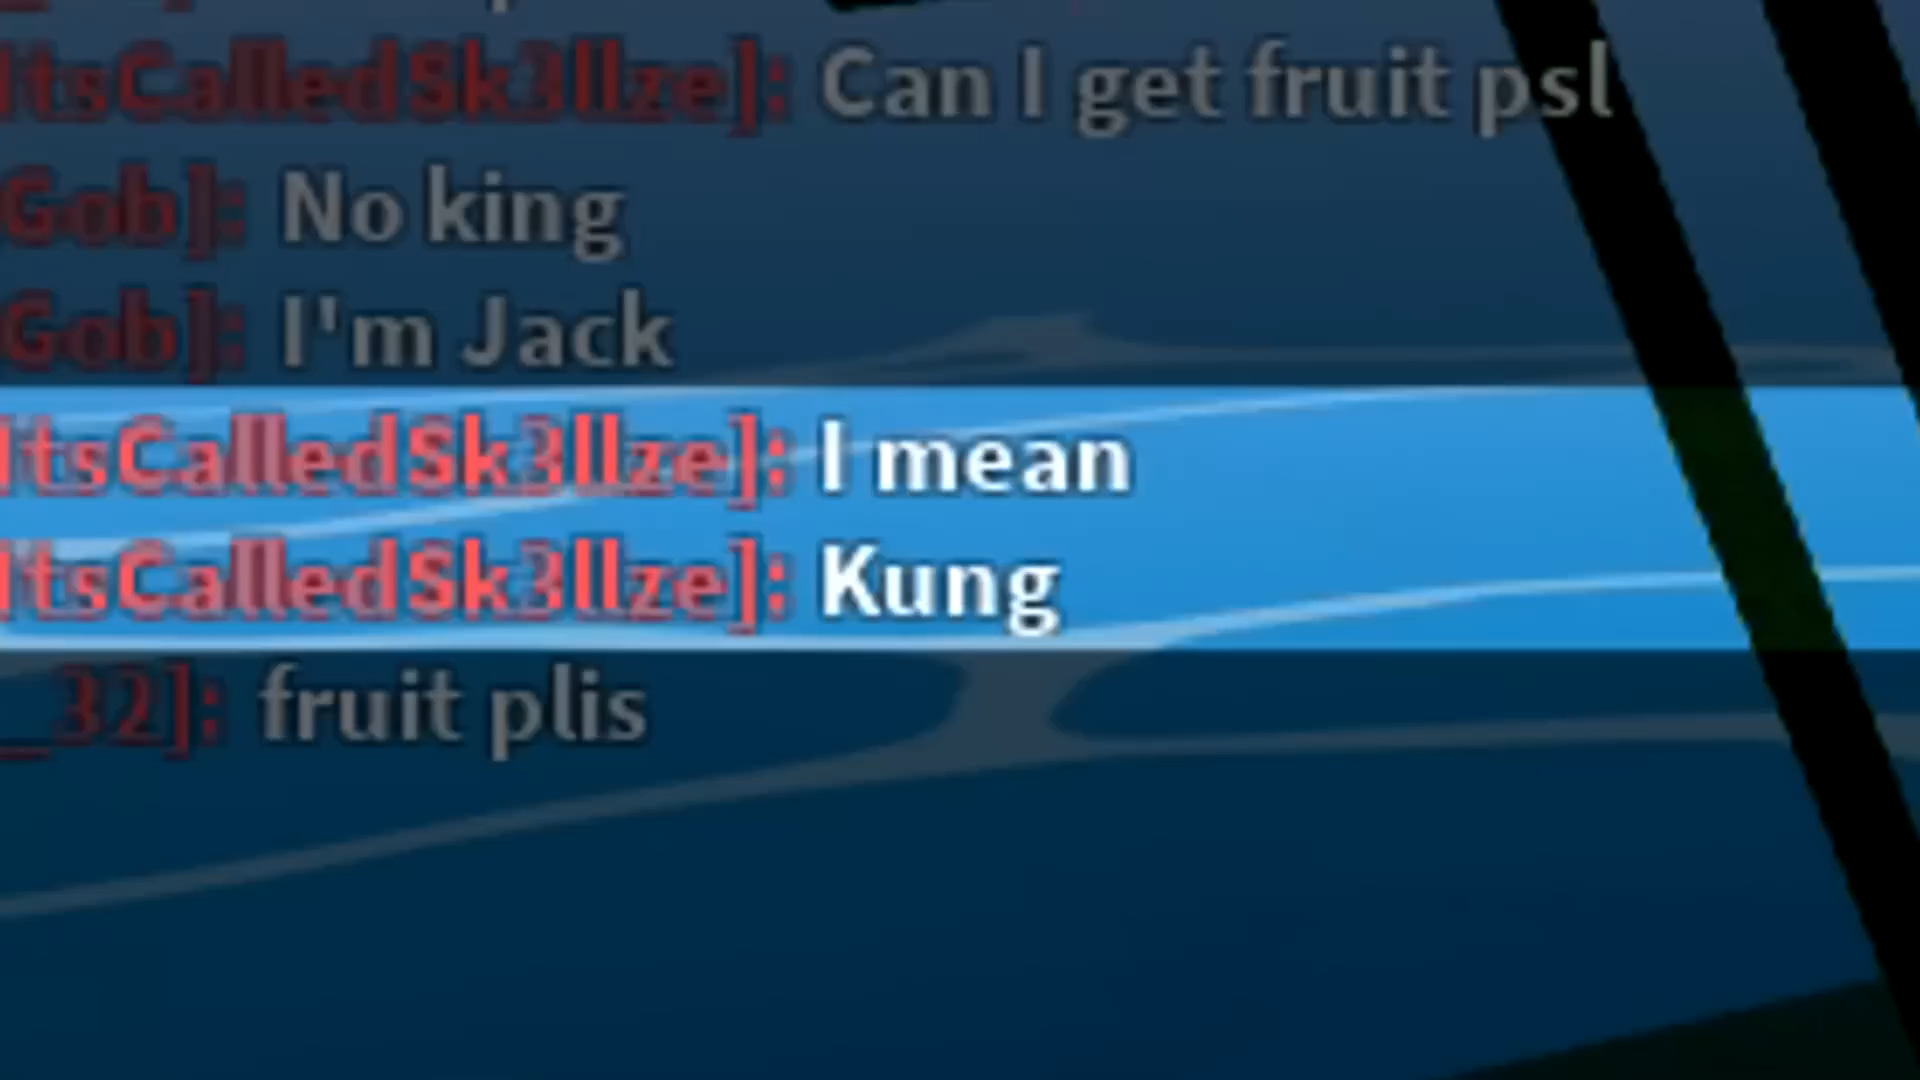 ItsCalledSk3llze]: Can I get fruit psl
Gob]: No king
Gob]: I'm Jack
ItsCalledSk3llze]: I mean
ItsCalledSk3llze]: Kung
_32]: fruit plis